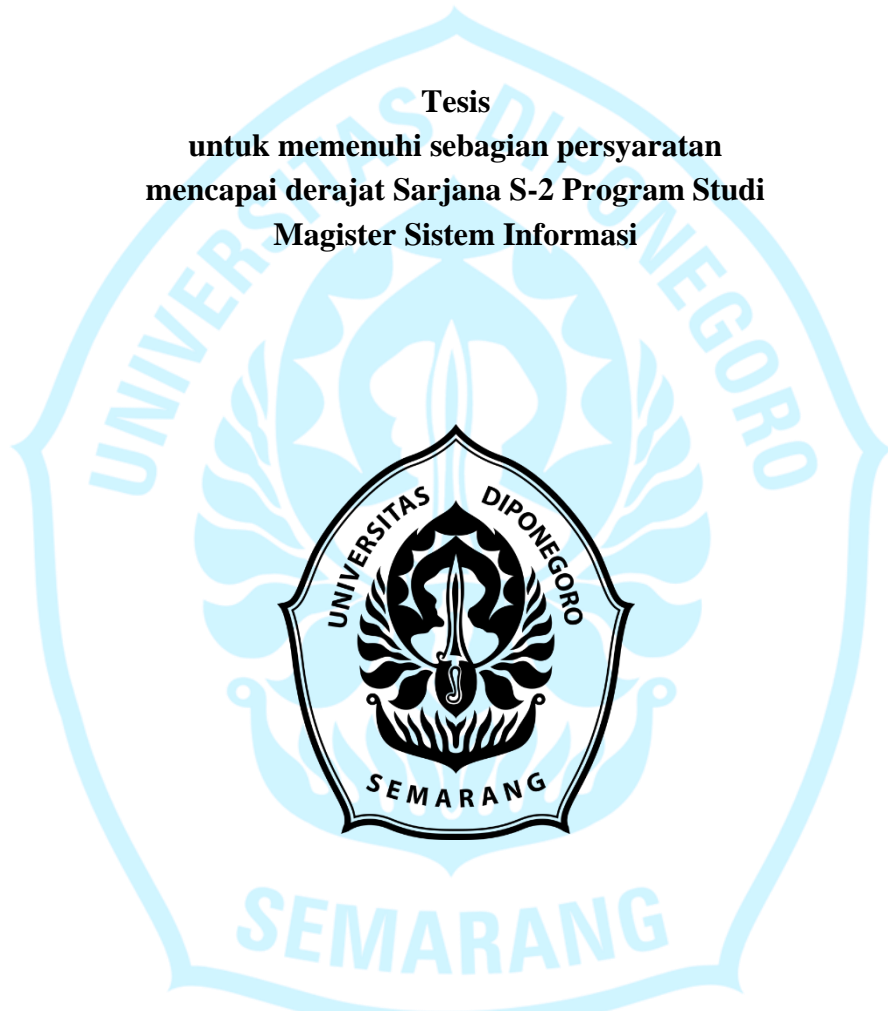 Tesis
untuk memenuhi sebagian persyaratan
mencapai derajat Sarjana S-2 Program Studi
Magister Sistem Informasi
UNIVERSITAS DIPONEGORO
SEMARANG
UNIVERSITAS DIPONEGORO
SEMARANG